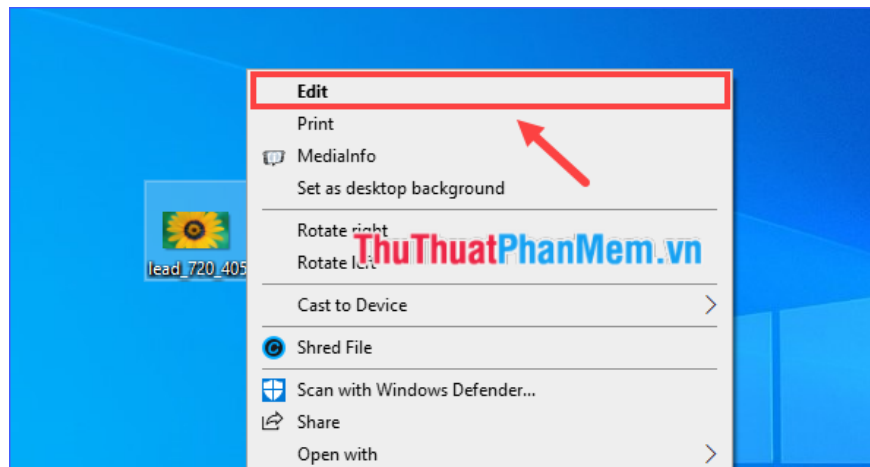 Edit
Print
MediaInfo
Set as desktop background
Rotate right
ThuThuatPhanMem.vn
Rotate left
lead_720_405
Cast to Device
Shred File
Scan with Windows Defender...
Share
Open with